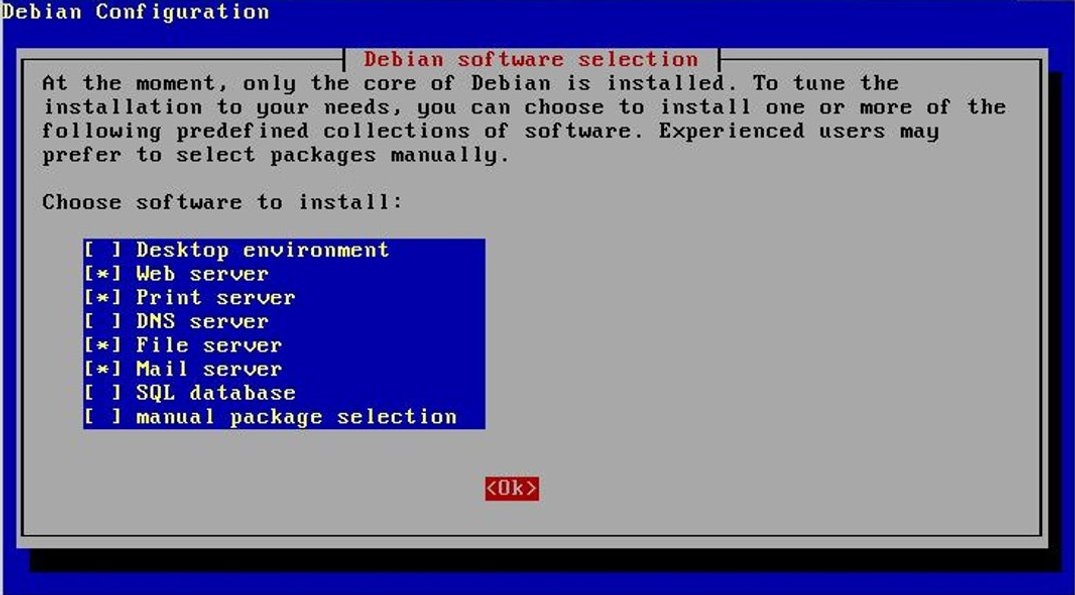 Debian Configuration
Debian software selection
At the moment, only the core of Debian is installed. To tune the
installation to your needs, you can choose to install one or more of the
following predefined collections of software. Experienced users may
prefer to select packages manually.
Choose software to install:
[ ] Desktop environment
[*] Web server
[*] Print server
[ ] DNS server
[*] File server
[*] Mail server
[ ] SQL database
[ ] manual package selection
<Ok>